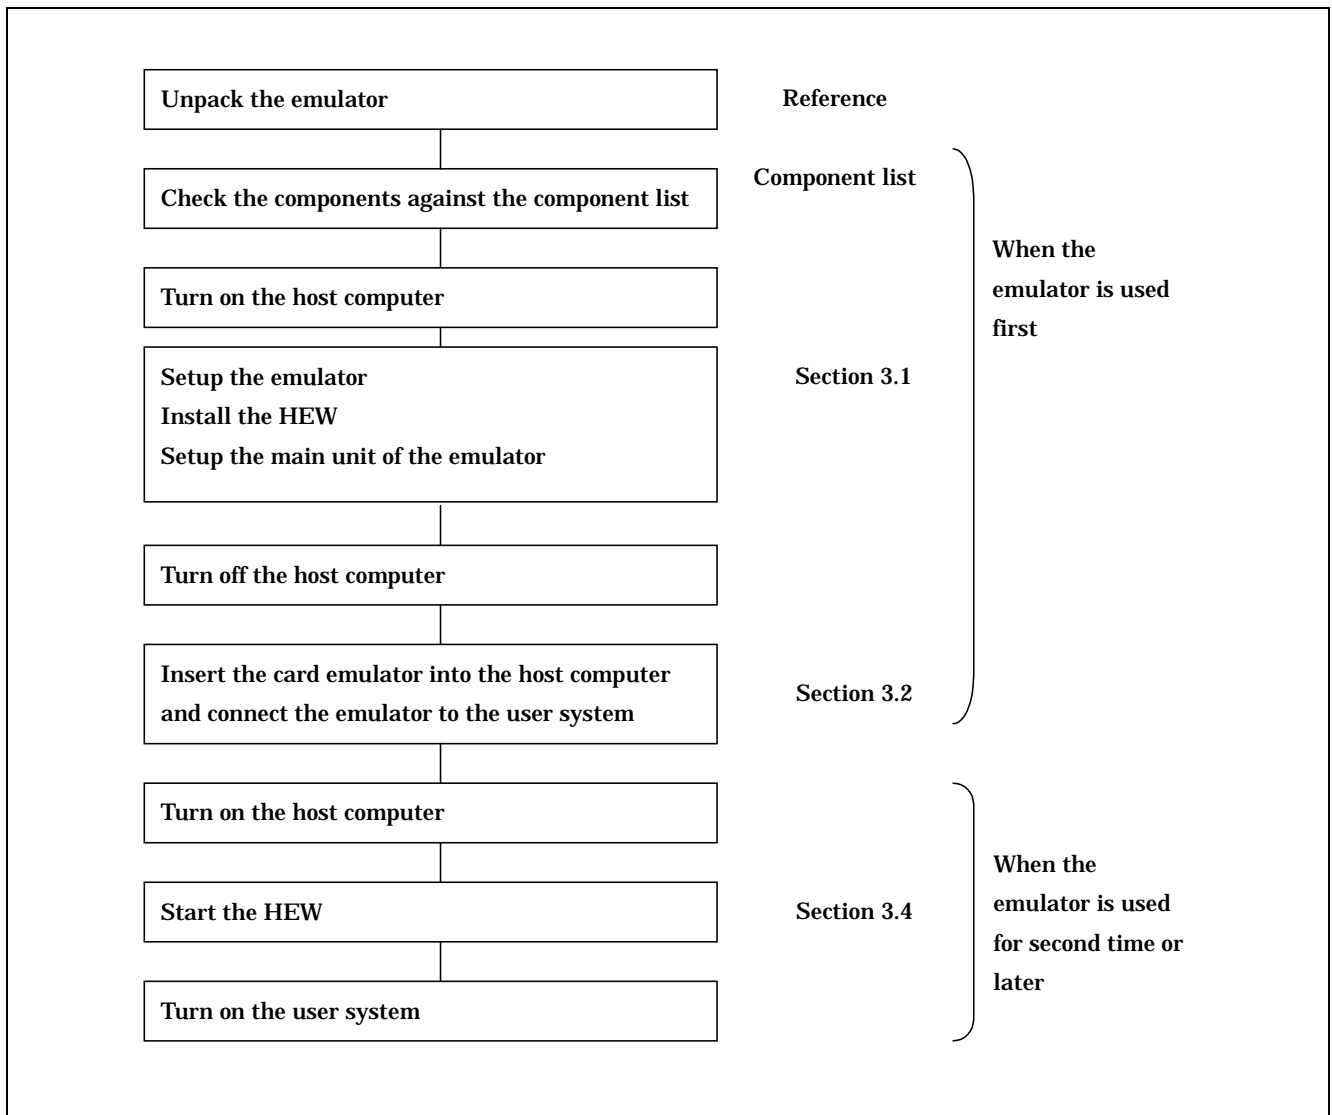 Unpack the emulator
Reference
Check the components against the component list
Component list
Turn on the host computer
When the
emulator is used
first
Setup the emulator
Install the HEW
Setup the main unit of the emulator
Section 3.1
Turn off the host computer
Insert the card emulator into the host computer
and connect the emulator to the user system
Section 3.2
Turn on the host computer
Start the HEW
Section 3.4
When the
emulator is used
for second time or
later
Turn on the user system